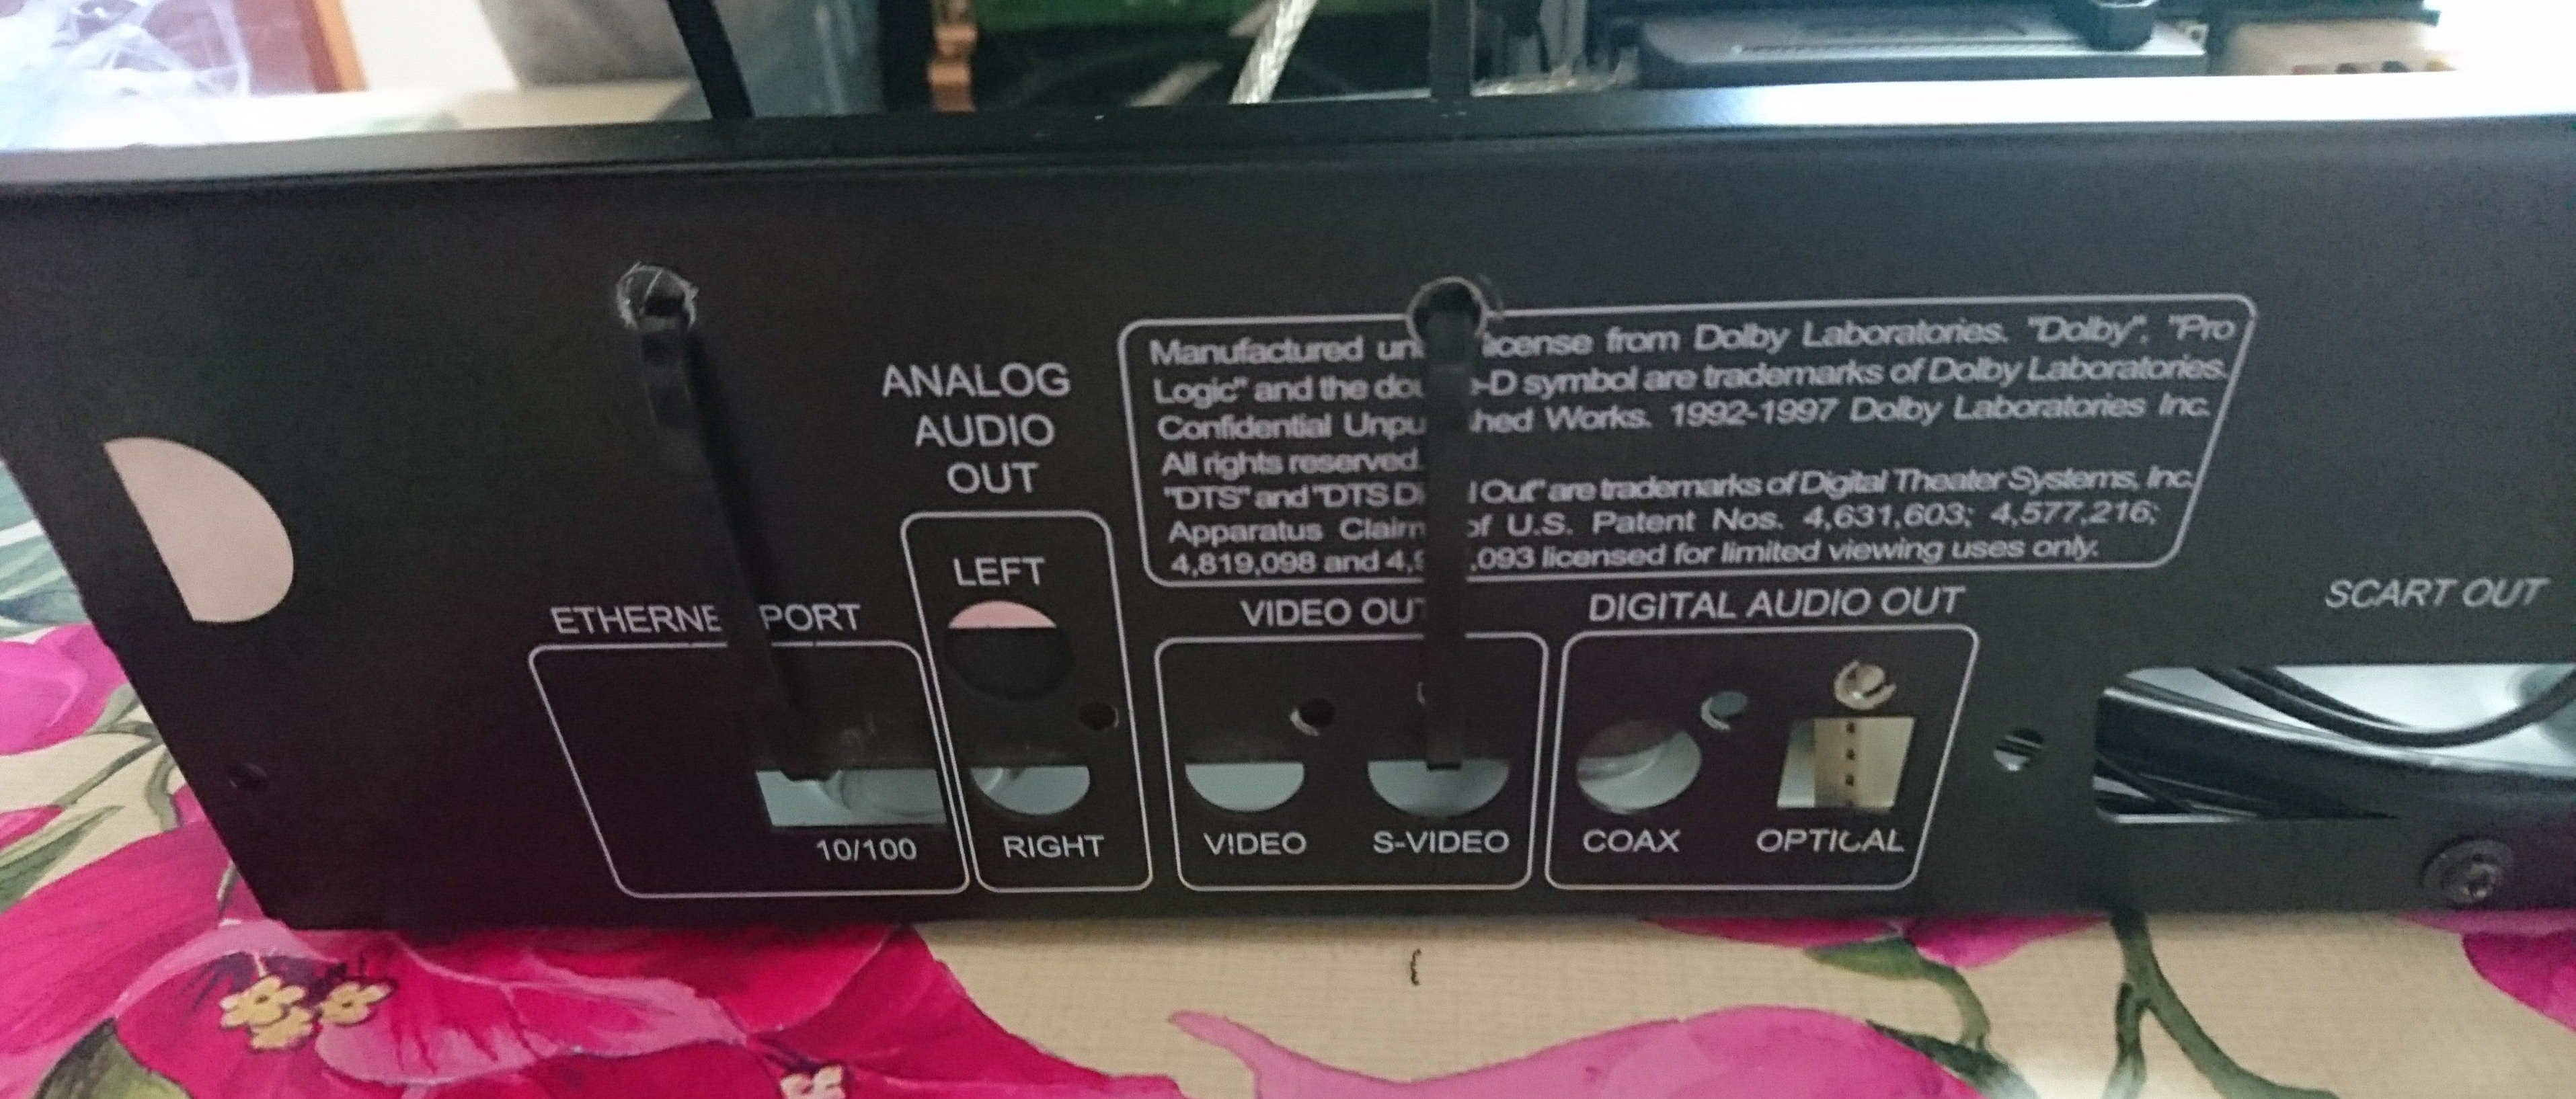 ANALOG
AUDIO
OUT
LEFT
RIGHT
ETHERNE PORT
10/100
Manufactured un license from Dolby Laboratories. "Dolby", "Pro
Logic" and the dou -D symbol are trademarks of Dolby Laboratories.
Confidential Unpu shed Works. 1992-1997 Dolby Laboratories Inc.
All rights reserved.
"DTS" and "DTS D l Out" are trademarks of Digital Theater Systems, Inc.
Apparatus Claim of U.S. Patent Nos. 4,631,603; 4,577,216;
4,819,098 and 4,9 ,093 licensed for limited viewing uses only.
VIDEO OUT
VIDEO
S-VIDEO
DIGITAL AUDIO OUT
COAX
OPTICAL
SCART OUT